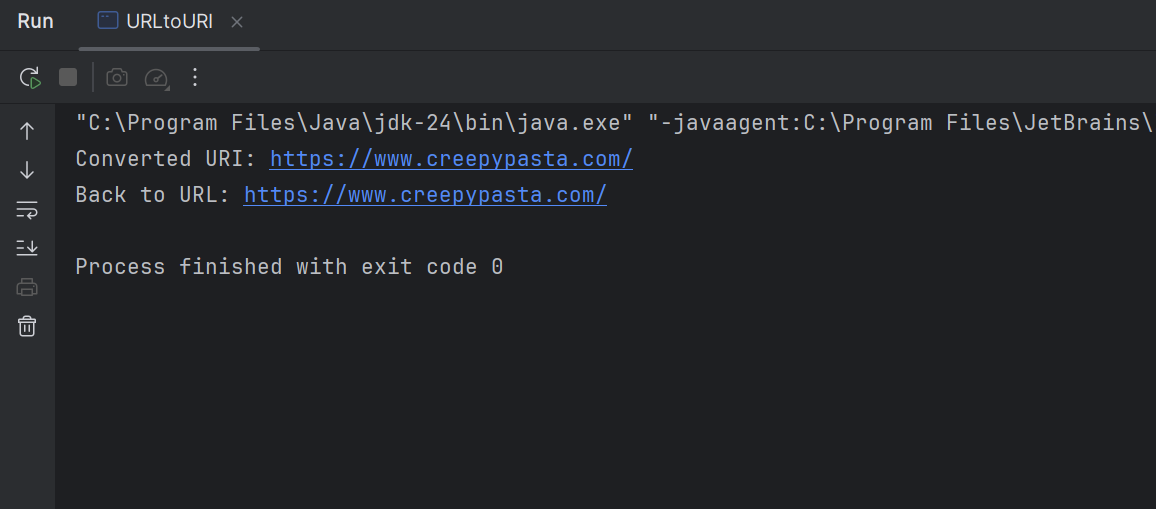 Run URLtoURI
"C:\Program Files\Java\jdk-24\bin\java.exe" "-javaagent:C:\Program Files\JetBrains\
Converted URI: https://www.creepypasta.com/
Back to URL: https://www.creepypasta.com/
Process finished with exit code 0